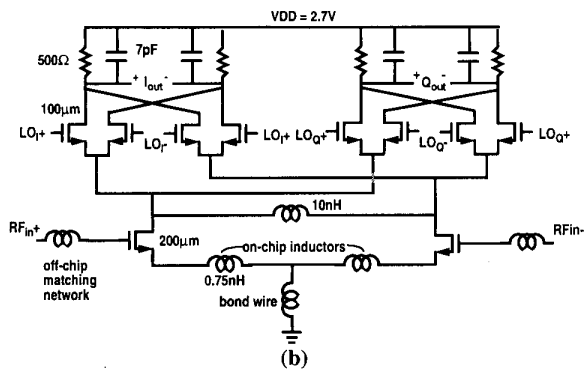 VDD = 2.7V
500Ω 7pF
+ Iout - + Qout -
100µm
LOI+ LOI- LOI+ LOQ+ LOQ- LOQ+
10nH
RFin+ 200µm on-chip inductors RFin-
off-chip
matching
network
0.75nH
bond wire
(b)